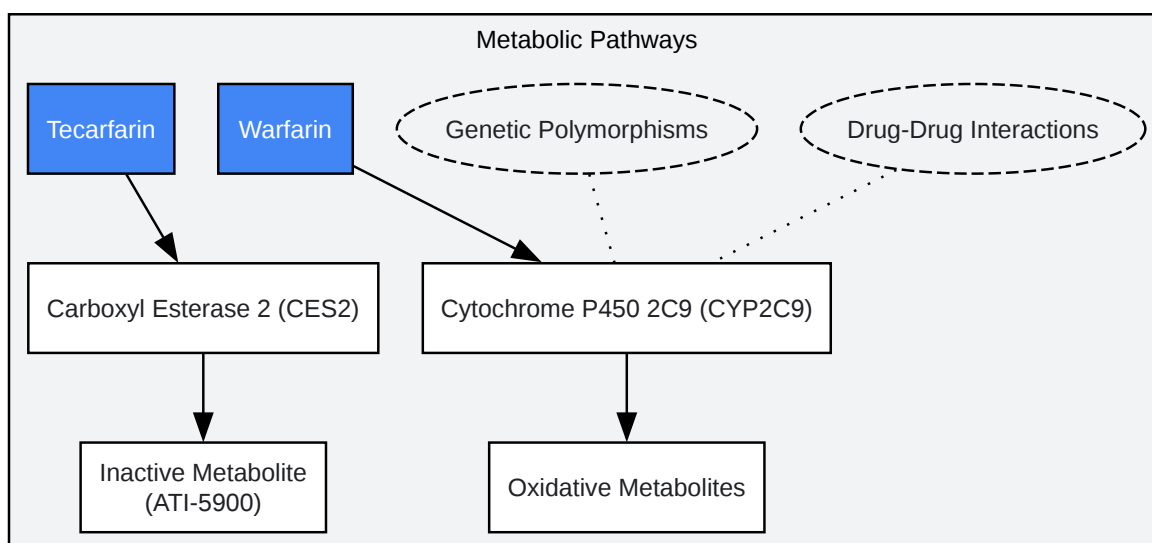 Metabolic Pathways
Tecarfarin
Warfarin
Genetic Polymorphisms
Drug-Drug Interactions
Carboxyl Esterase 2 (CES2)
Cytochrome P450 2C9 (CYP2C9)
Inactive Metabolite
(ATI-5900)
Oxidative Metabolites